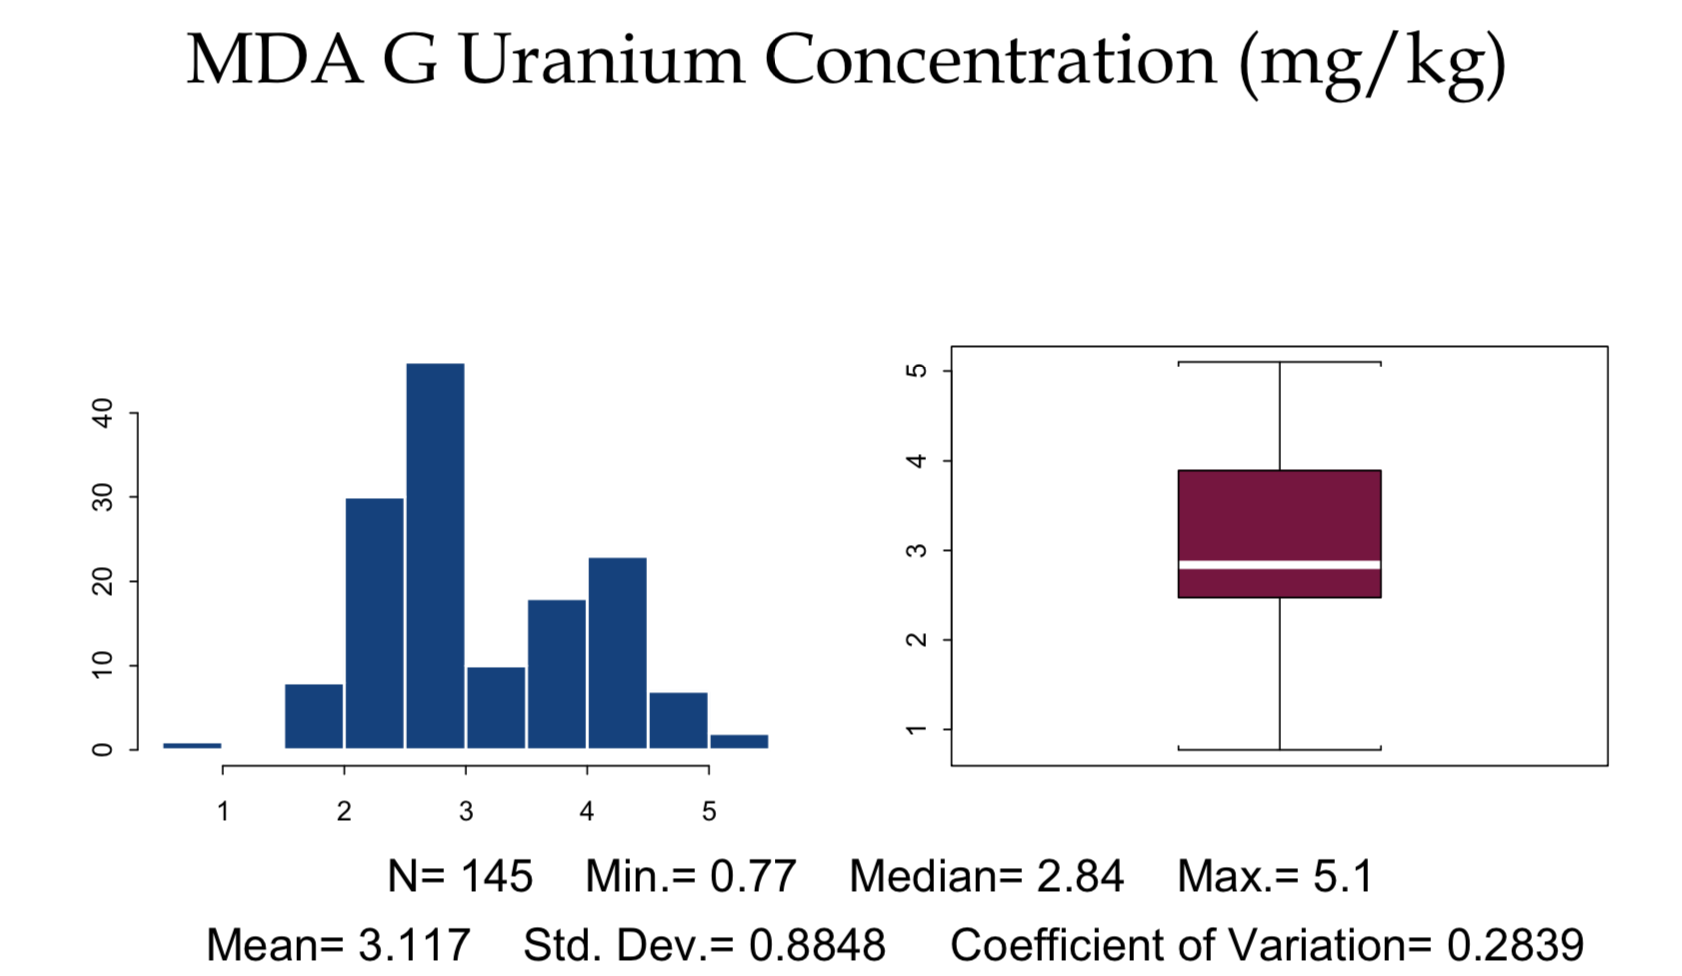 MDA G Uranium Concentration (mg/kg)
40
30
20
10
0
1 2 3 4 5
5
4
3
2
1
N= 145 Min.= 0.77 Median= 2.84 Max.= 5.1
Mean= 3.117 Std. Dev.= 0.8848 Coefficient of Variation= 0.2839